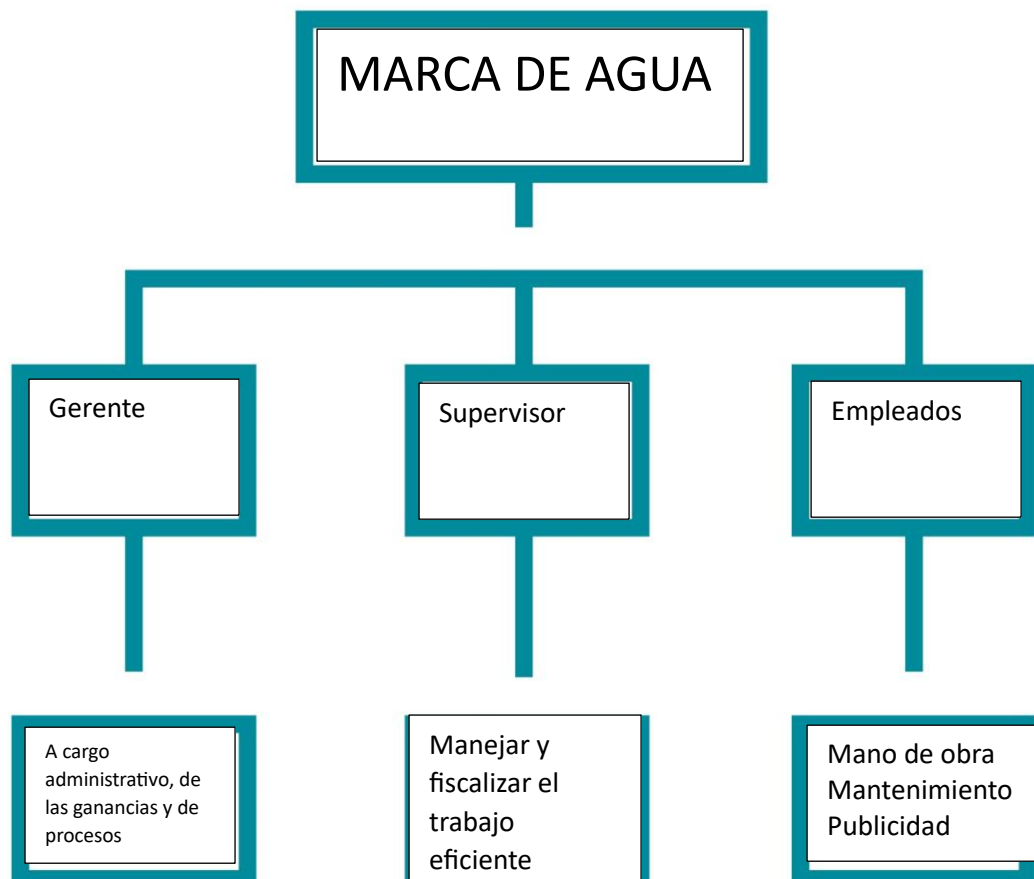 MARCA DE AGUA
Gerente
Supervisor
Empleados
A cargo
administrativo, de
las ganancias y de
procesos
Manejar y
fiscalizar el
trabajo
eficiente
Mano de obra
Mantenimiento
Publicidad